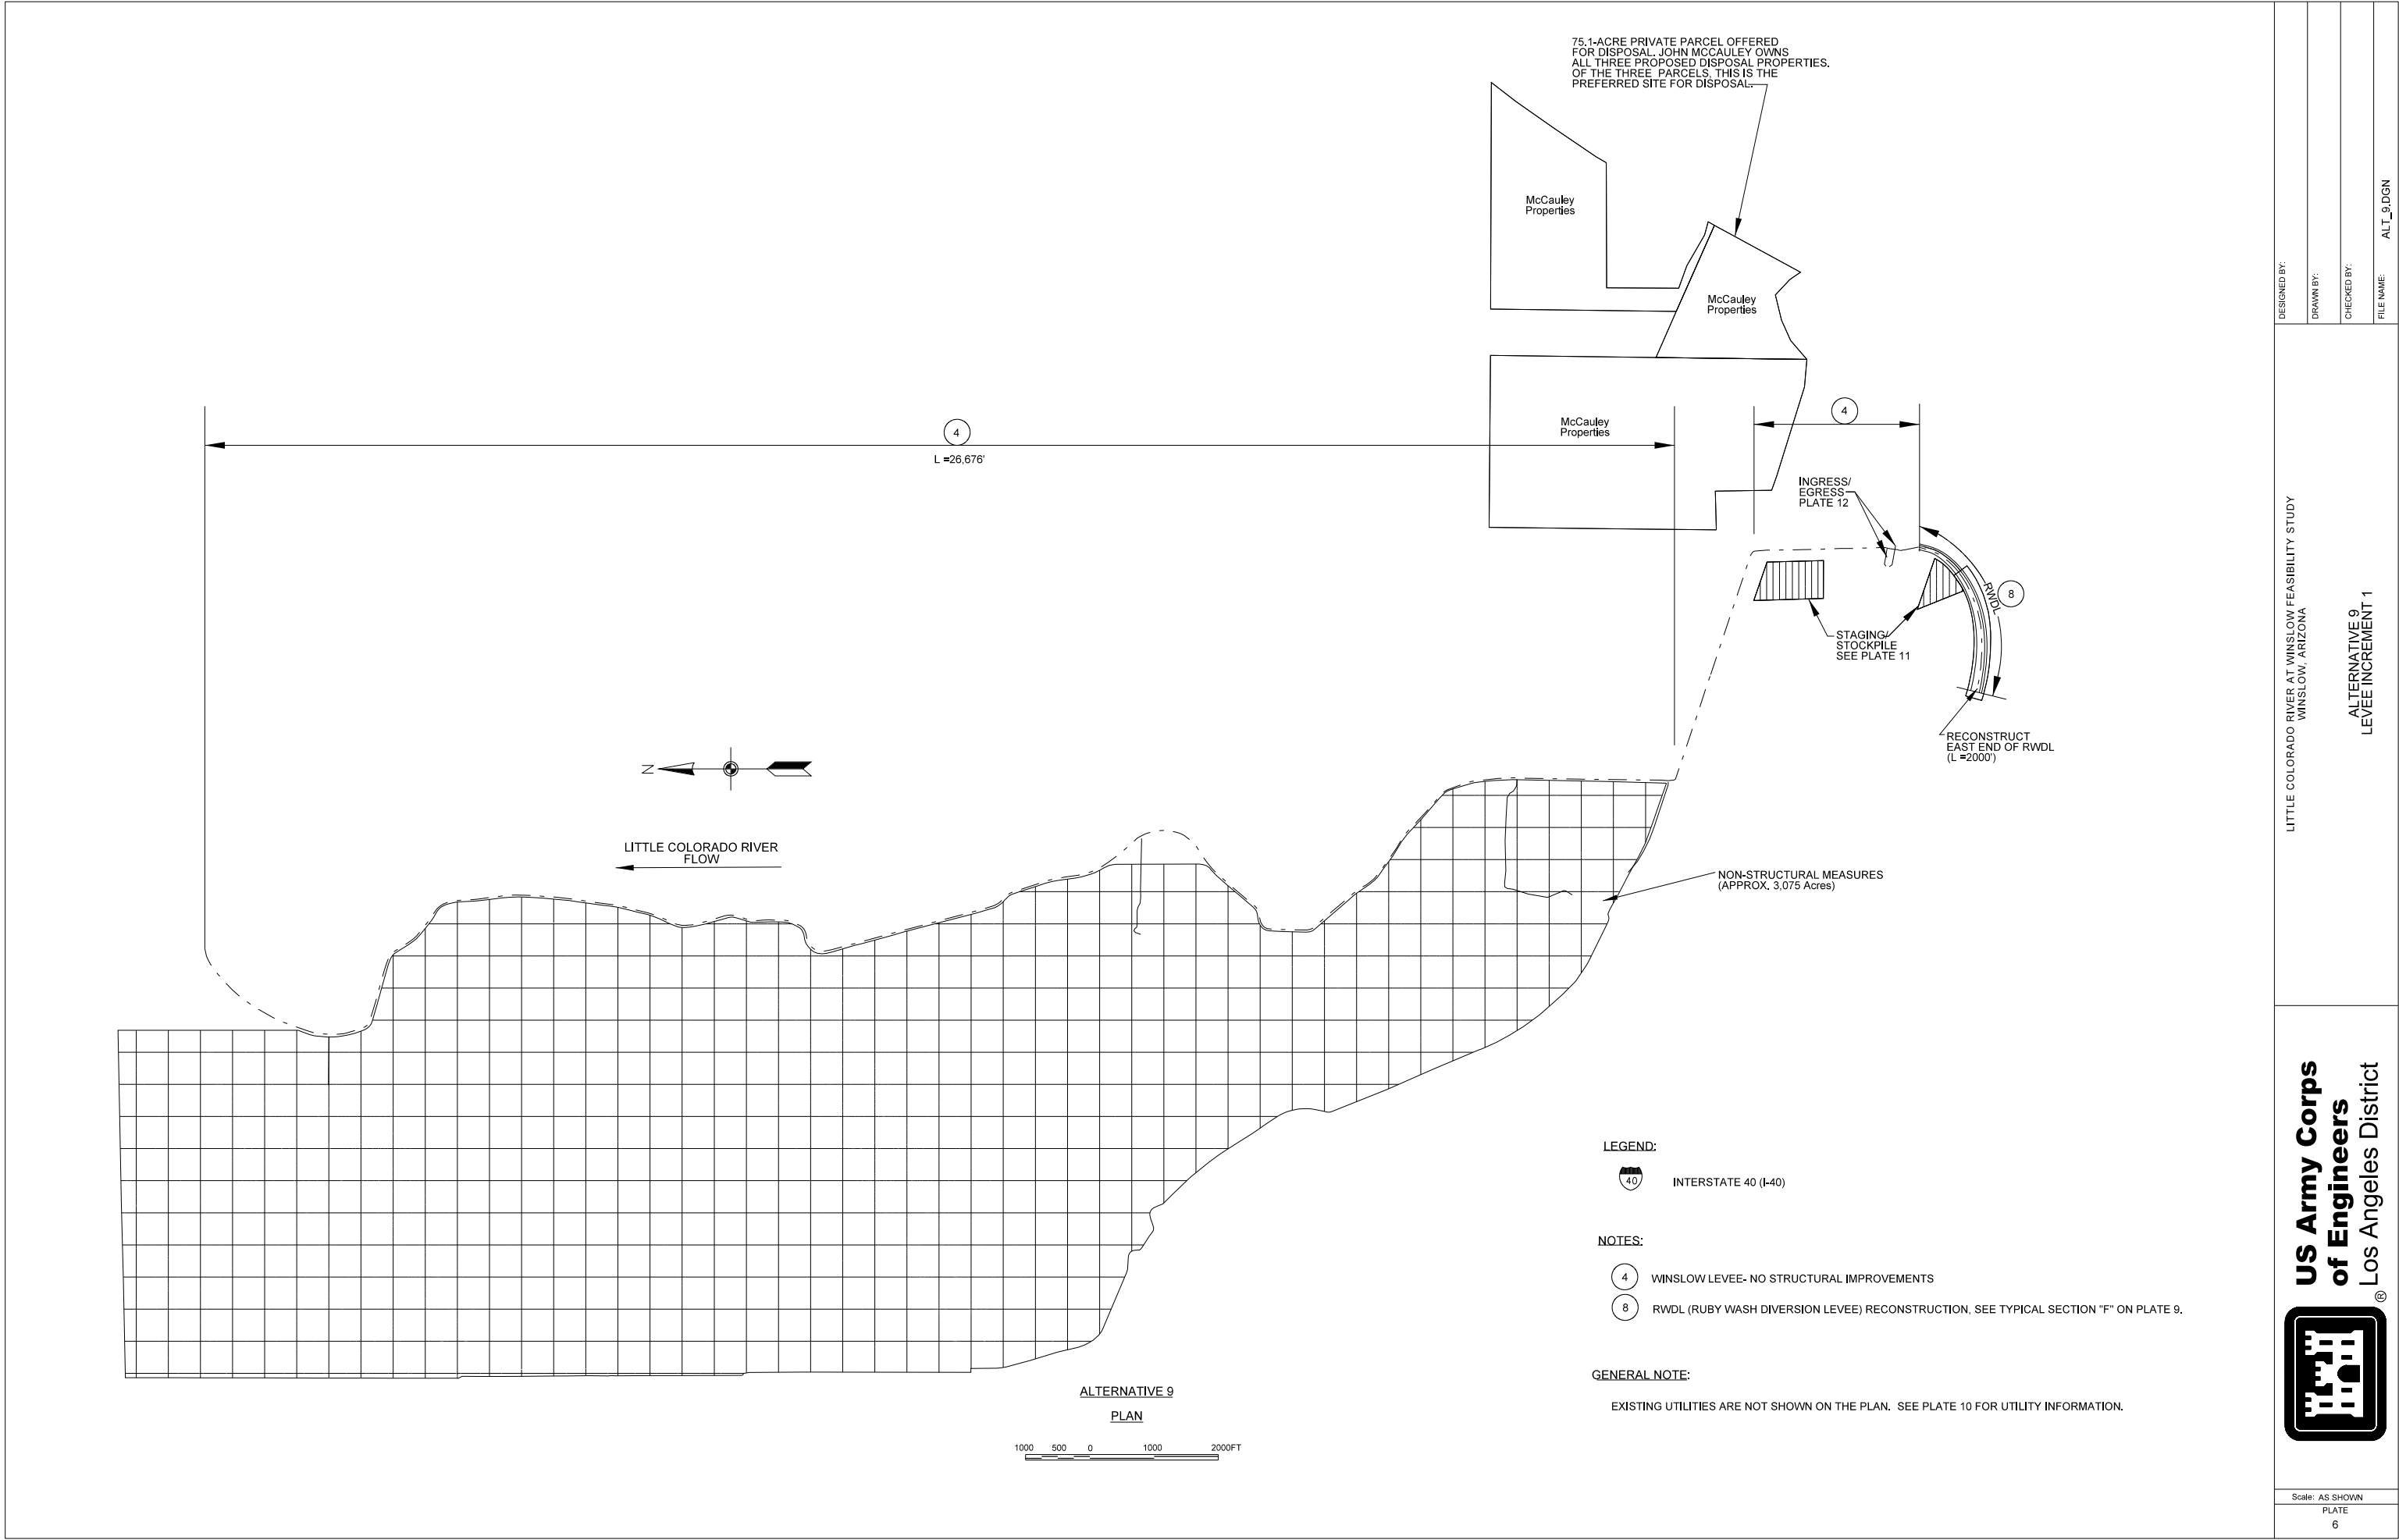 75.1-ACRE PRIVATE PARCEL OFFERED
FOR DISPOSAL. JOHN MCCAULEY OWNS
ALL THREE PROPOSED DISPOSAL PROPERTIES.
OF THE THREE PARCELS, THIS IS THE
PREFERRED SITE FOR DISPOSAL.
McCauley
Properties
McCauley
Properties
McCauley
Properties
4
L =26,676'
4
INGRESS/
EGRESS
PLATE 12
RWDL
8
STAGING/
STOCKPILE
SEE PLATE 11
RECONSTRUCT
EAST END OF RWDL
(L =2000')
N
LITTLE COLORADO RIVER
FLOW
NON-STRUCTURAL MEASURES
(APPROX. 3,075 Acres)
LEGEND:
40
INTERSTATE 40 (I-40)
NOTES:
4 WINSLOW LEVEE- NO STRUCTURAL IMPROVEMENTS
8 RWDL (RUBY WASH DIVERSION LEVEE) RECONSTRUCTION, SEE TYPICAL SECTION "F" ON PLATE 9.
GENERAL NOTE:
EXISTING UTILITIES ARE NOT SHOWN ON THE PLAN. SEE PLATE 10 FOR UTILITY INFORMATION.
ALTERNATIVE 9
PLAN
1000 500 0 1000 2000FT
DESIGNED BY:
DRAWN BY:
CHECKED BY:
FILE NAME: ALT_9.DGN
LITTLE COLORADO RIVER AT WINSLOW FEASIBILITY STUDY
WINSLOW, ARIZONA
ALTERNATIVE 9
LEVEE INCREMENT 1
US Army Corps
of Engineers
®
Los Angeles District
Scale: AS SHOWN
PLATE
6